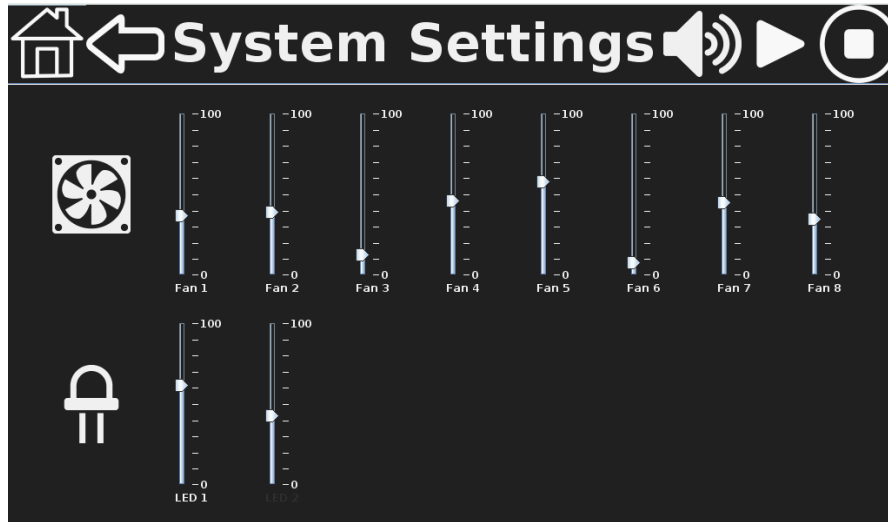 System Settings
100 100 100 100 100 100 100 100
0 0 0 0 0 0 0 0
Fan 1 Fan 2 Fan 3 Fan 4 Fan 5 Fan 6 Fan 7 Fan 8
100 100
0 0
LED 1 LED 2